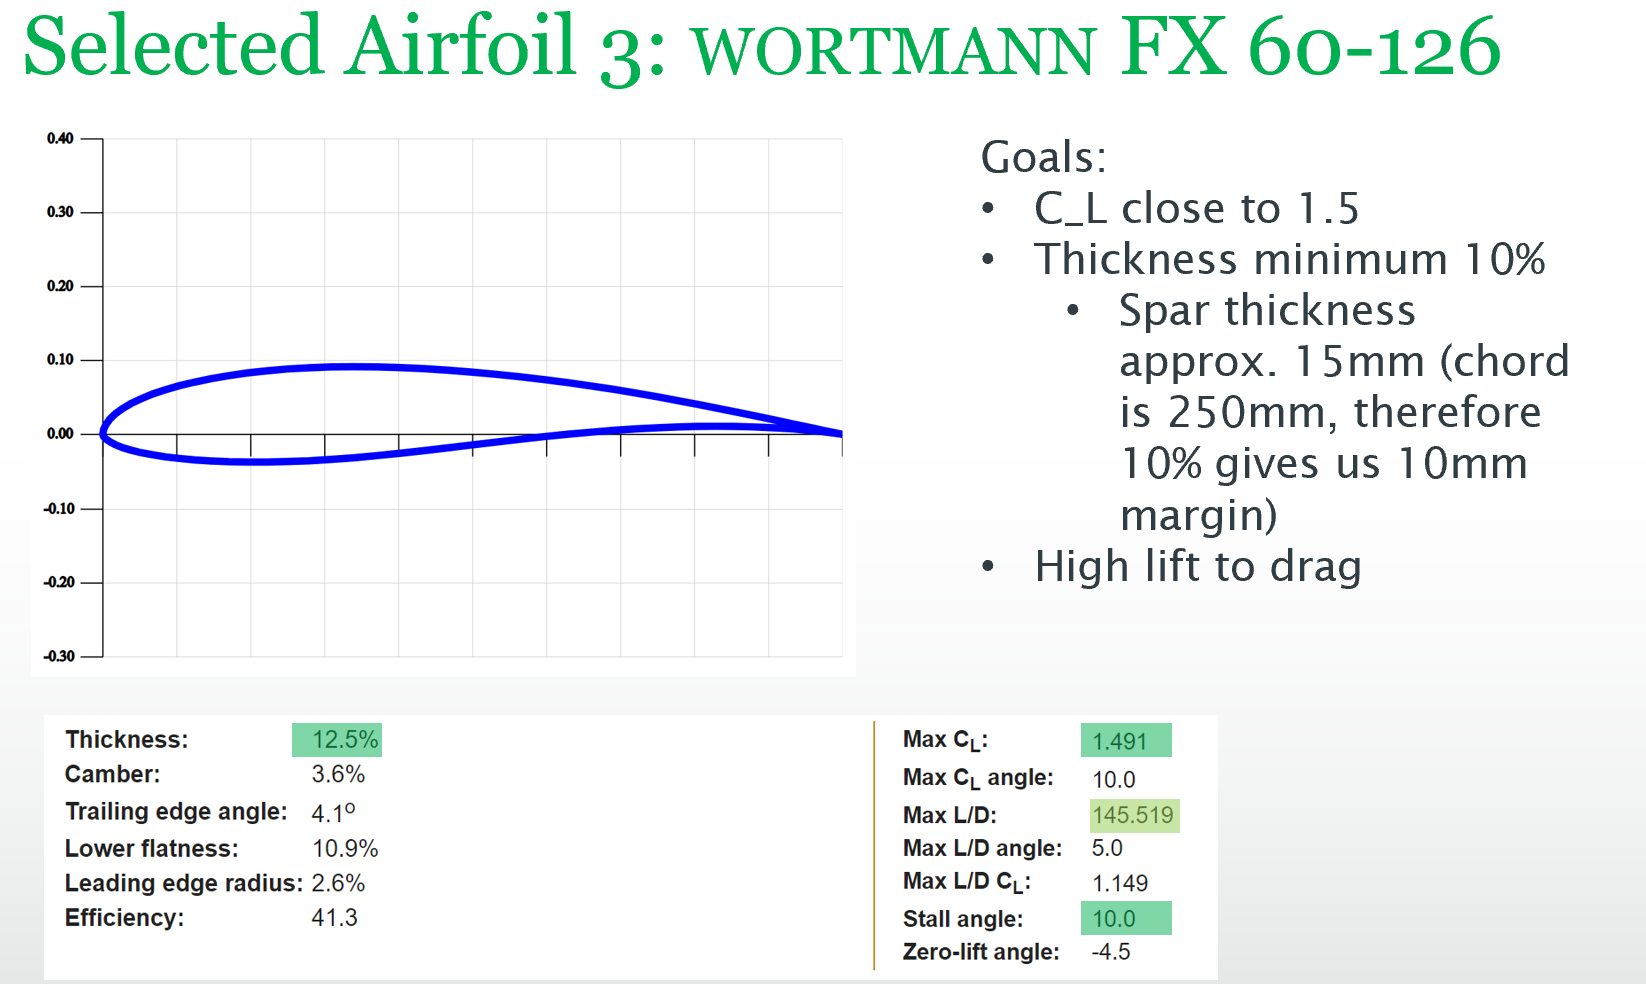 Selected Airfoil 3: WORTMANN FX 60-126
0.40
0.30
0.20
0.10
0.00
-0.10
-0.20
-0.30
Goals:
• C_L close to 1.5
• Thickness minimum 10%
• Spar thickness
approx. 15mm (chord
is 250mm, therefore
10% gives us 10mm
margin)
• High lift to drag
Thickness: 12.5%
Camber: 3.6%
Trailing edge angle: 4.1º
Lower flatness: 10.9%
Leading edge radius: 2.6%
Efficiency: 41.3
Max CL: 1.491
Max CL angle: 10.0
Max L/D: 145.519
Max L/D angle: 5.0
Max L/D CL: 1.149
Stall angle: 10.0
Zero-lift angle: -4.5